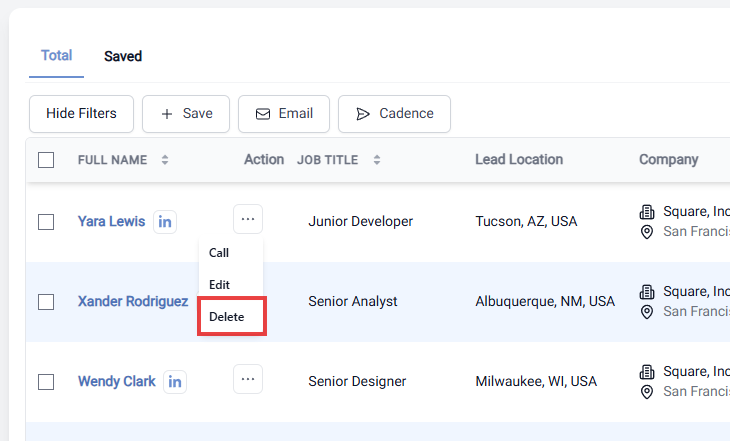 Total Saved
Hide Filters + Save Email Cadence
FULL NAME Action JOB TITLE Lead Location Company
Yara Lewis in ... Junior Developer Tucson, AZ, USA Square, Inc
San Francis
Call
Edit
Xander Rodriguez Senior Analyst Albuquerque, NM, USA Square, Inc
San Francis
Delete
Wendy Clark in ... Senior Designer Milwaukee, WI, USA Square, Inc
San Francis